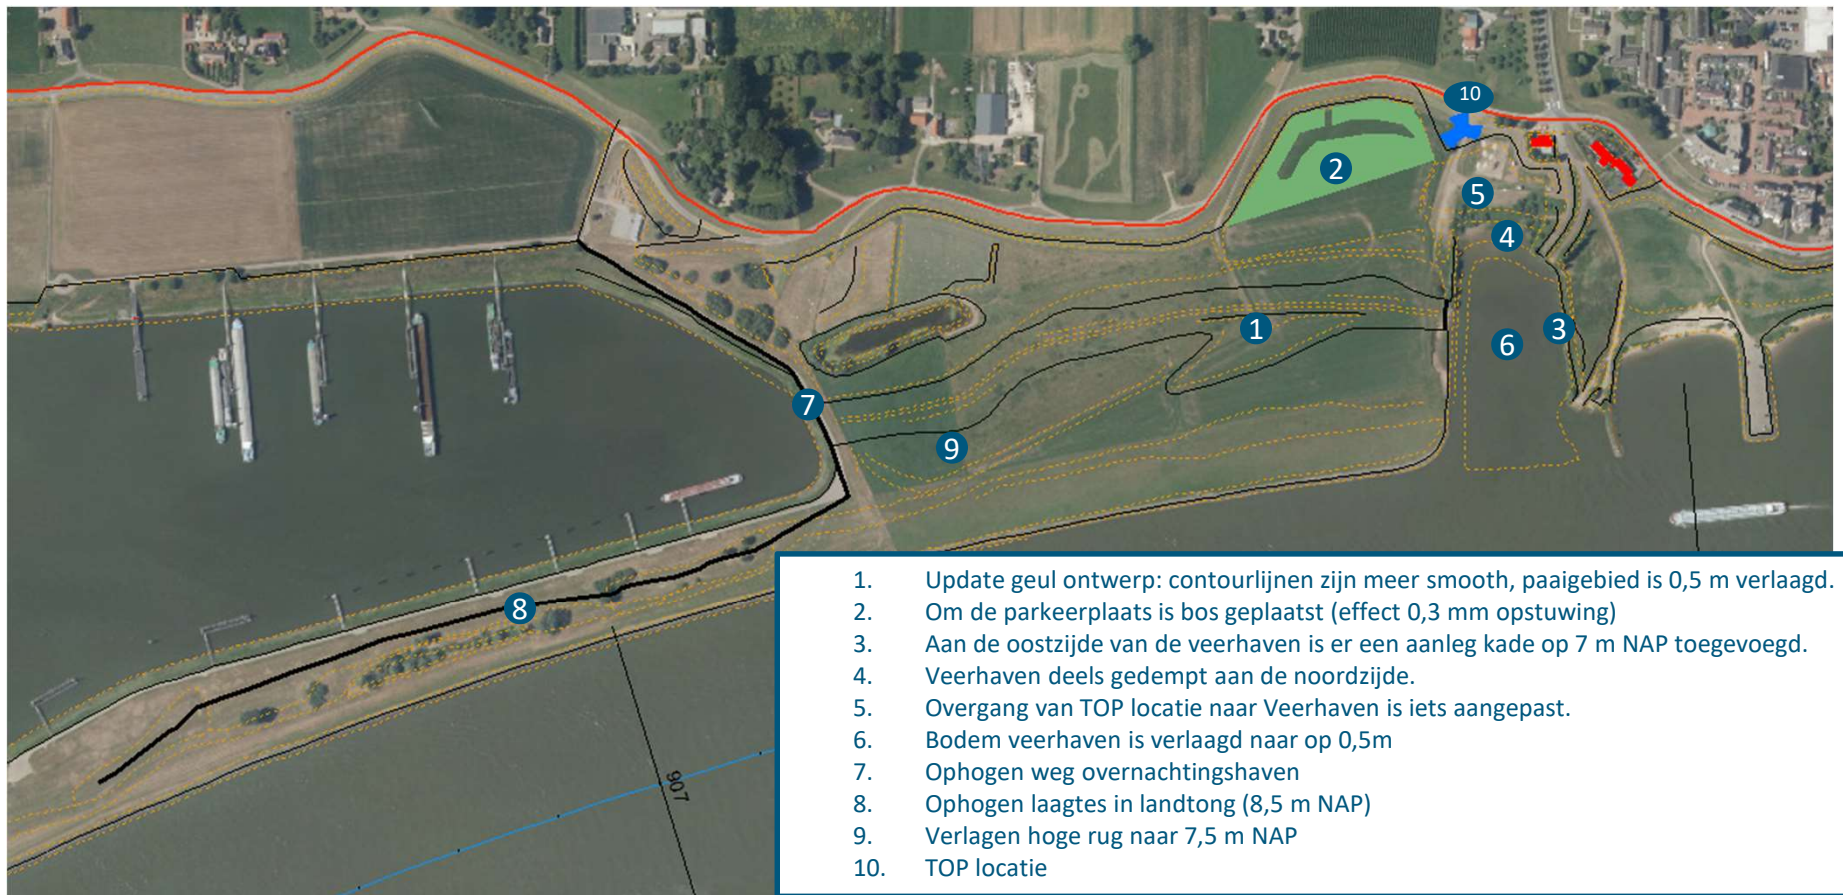 10
2
5
4
1
3
6
7
9
8
907
1. Update geul ontwerp: contourlijnen zijn meer smooth, paaigebied is 0,5 m verlaagd.
2. Om de parkeerplaats is bos geplaatst (effect 0,3 mm opstuwing)
3. Aan de oostzijde van de veerhaven is er een aanleg kade op 7 m NAP toegevoegd.
4. Veerhaven deels gedempt aan de noordzijde.
5. Overgang van TOP locatie naar Veerhaven is iets aangepast.
6. Bodem veerhaven is verlaagd naar op 0,5m
7. Ophogen weg overnachtingshaven
8. Ophogen laagtes in landtong (8,5 m NAP)
9. Verlagen hoge rug naar 7,5 m NAP
10. TOP locatie